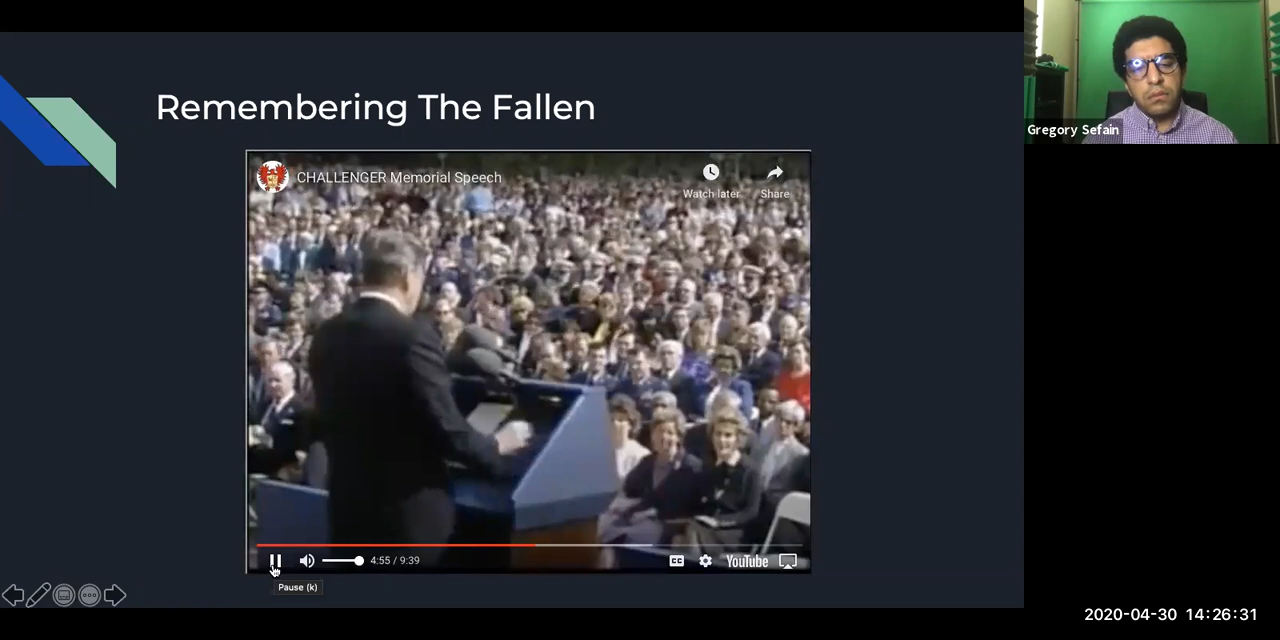 Remembering The Fallen
CHALLENGER Memorial Speech
Watch later
Share
Gregory Sefain
4:55 / 9:39
CC
YouTube
Pause (k)
2020-04-30 14:26:31